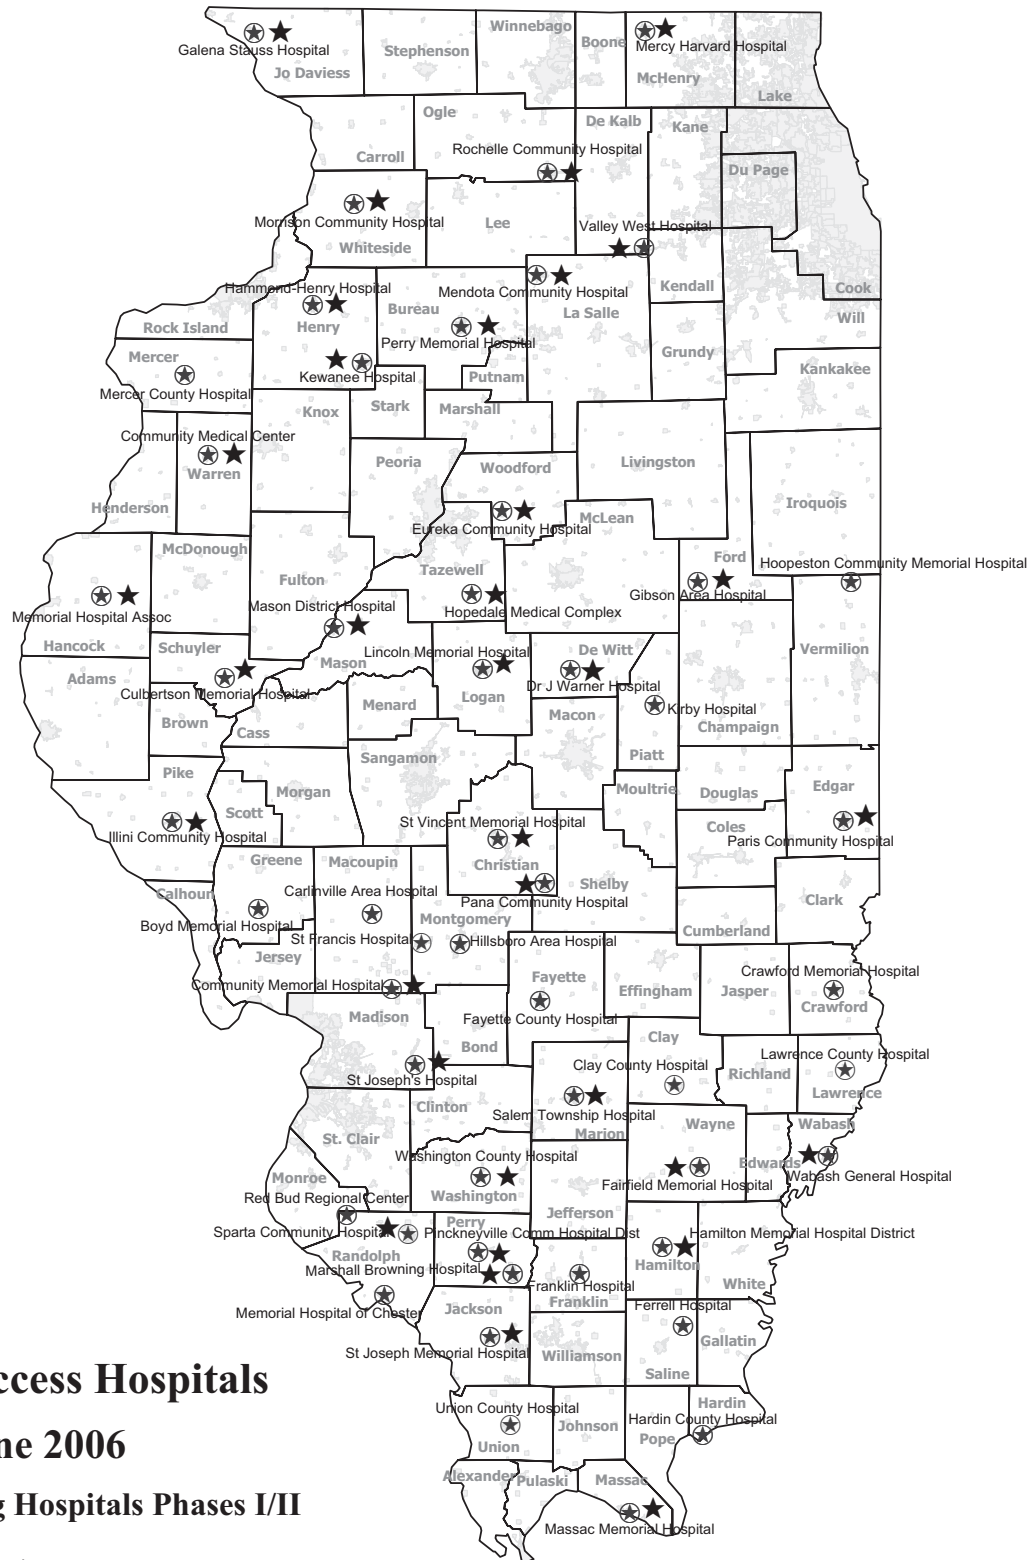 Winnebago
Galena Stauss Hospital
Stephenson
Boone
Mercy Harvard Hospital
Jo Daviess
McHenry
Lake
Ogle
De Kalb
Kane
Rochelle Community Hospital
Carroll
Du Page
Morrison Community Hospital
Lee
Valley West Hospital
Whiteside
Hammond-Henry Hospital
Mendota Community Hospital
Kendall
Cook
Bureau
La Salle
Will
Rock Island
Henry
Perry Memorial Hospital
Grundy
Mercer
Kankakee
Kewanee Hospital
Putnam
Mercer County Hospital
Knox
Stark
Marshall
Community Medical Center
Peoria
Woodford
Livingston
Warren
Henderson
Iroquois
McLean
Eureka Community Hospital
McDonough
Ford
Hoopeston Community Memorial Hospital
Tazewell
Fulton
Gibson Area Hospital
Mason District Hospital
Hopedale Medical Complex
Memorial Hospital Assoc
Hancock
Schuyler
Lincoln Memorial Hospital
De Witt
Vermilion
Mason
Adams
Culbertson Memorial Hospital
Dr J Warner Hospital
Logan
Menard
Kirby Hospital
Macon
Brown
Cass
Champaign
Sangamon
Piatt
Pike
Morgan
Moultrie
Douglas
Edgar
Scott
St Vincent Memorial Hospital
Coles
Illini Community Hospital
Paris Community Hospital
Greene
Macoupin
Christian
Shelby
Calhoun
Carlinville Area Hospital
Pana Community Hospital
Clark
Boyd Memorial Hospital
Montgomery
St Francis Hospital
Hillsboro Area Hospital
Cumberland
Jersey
Crawford Memorial Hospital
Fayette
Community Memorial Hospital
Effingham
Jasper
Crawford
Madison
Fayette County Hospital
Clay
Bond
Lawrence County Hospital
Clay County Hospital
Richland
St Joseph's Hospital
Lawrence
Clinton
Salem Township Hospital
Wayne
Wabash
St. Clair
Marion
Washington County Hospital
Edwards
Monroe
Fairfield Memorial Hospital
Wabash General Hospital
Red Bud Regional Center
Washington
Jefferson
Perry
Sparta Community Hospital
Pinckneyville Comm Hospital Dist
Hamilton Memorial Hospital District
Randolph
Marshall Browning Hospital
Hamilton
Franklin Hospital
White
Franklin
Memorial Hospital of Chester
Jackson
Ferrell Hospital
Gallatin
St Joseph Memorial Hospital
Williamson
Saline
ccess Hospitals
Hardin
Union County Hospital
Hardin County Hospital
Johnson
Pope
Union
ne 2006
Alexander
Pulaski
Massac
g Hospitals Phases I/II
Massac Memorial Hospital